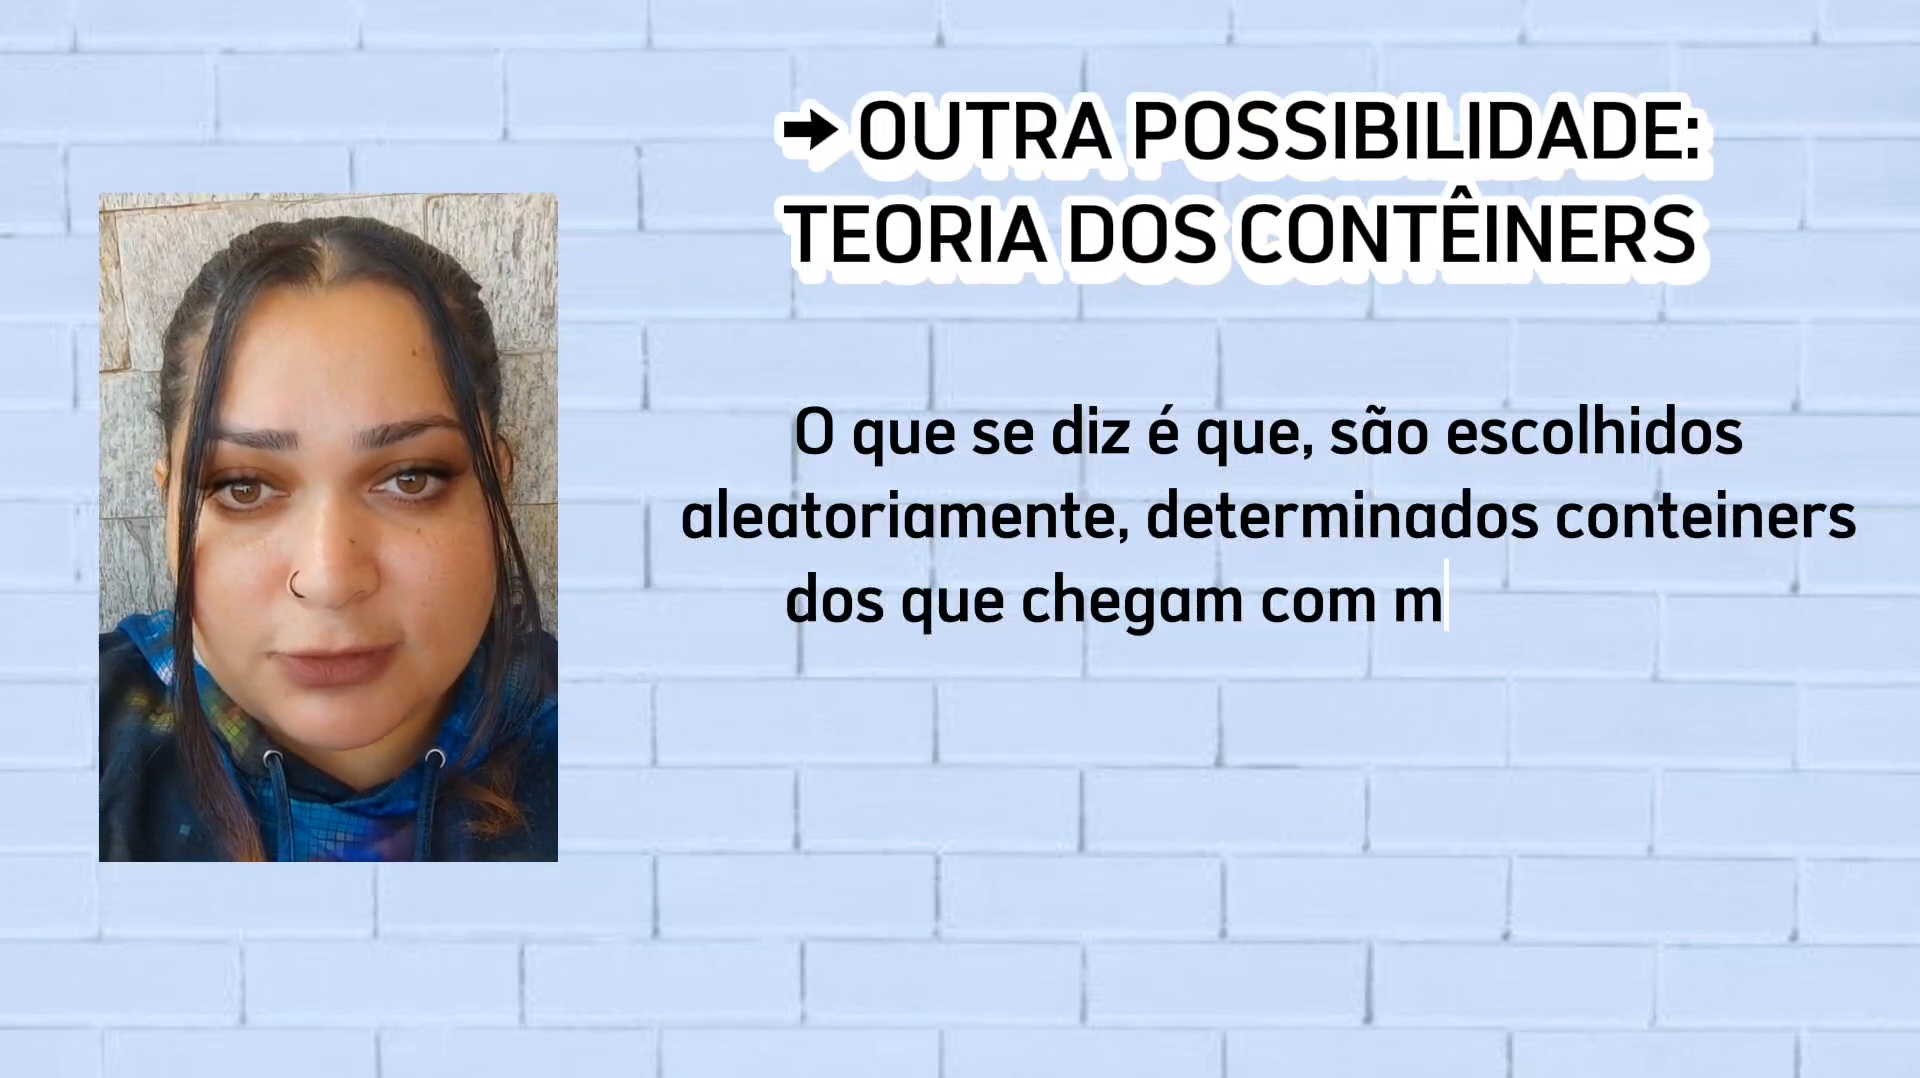 ➜ OUTRA POSSIBILIDADE:
TEORIA DOS CONTÊINERS
O que se diz é que, são escolhidos
aleatoriamente, determinados conteiners
dos que chegam com m